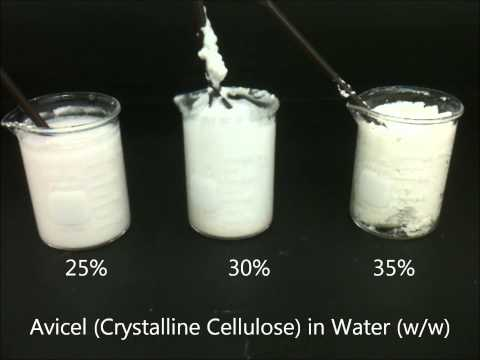 25% 30% 35%
Avicel (Crystalline Cellulose) in Water (w/w)